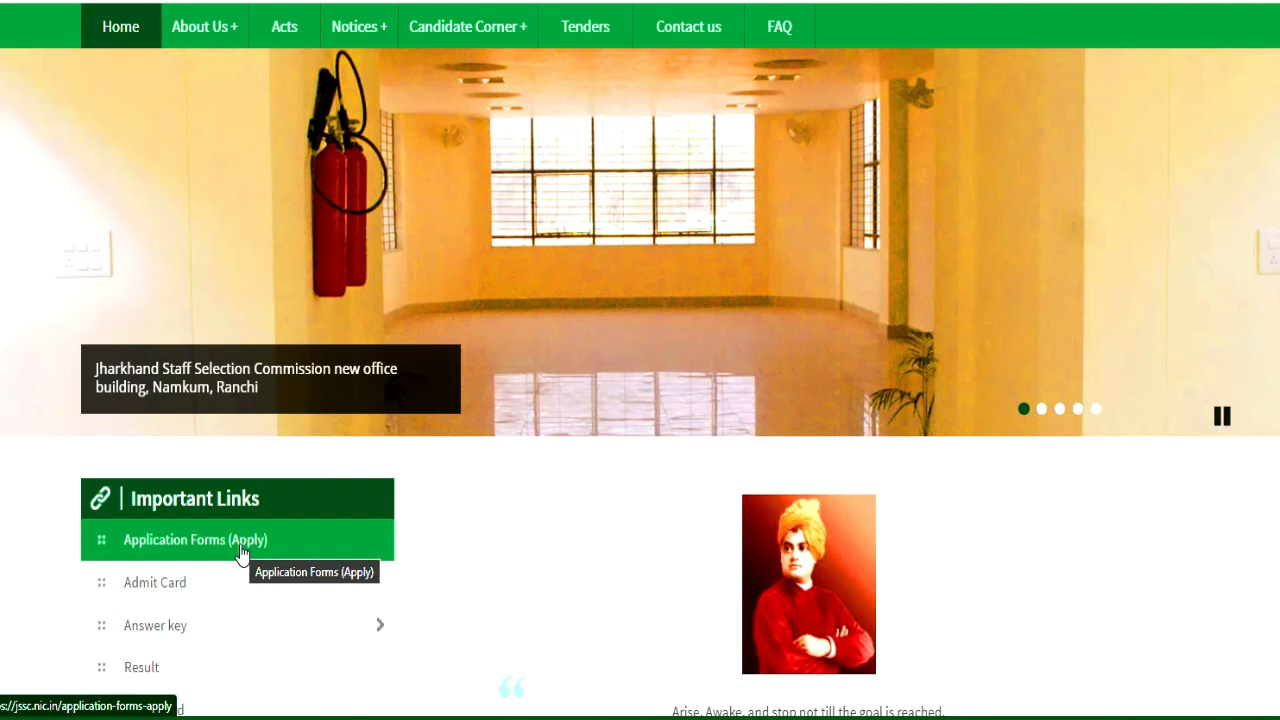 Home About Us + Acts Notices + Candidate Corner + Tenders Contact us FAQ
Jharkhand Staff Selection Commission new office
building, Namkum, Ranchi
Important Links
Application Forms (Apply)
Application Forms (Apply)
Admit Card
Answer key
Result
s://jssc.nic.in/application-forms-apply
Arise, Awake, and stop not till the goal is reached.